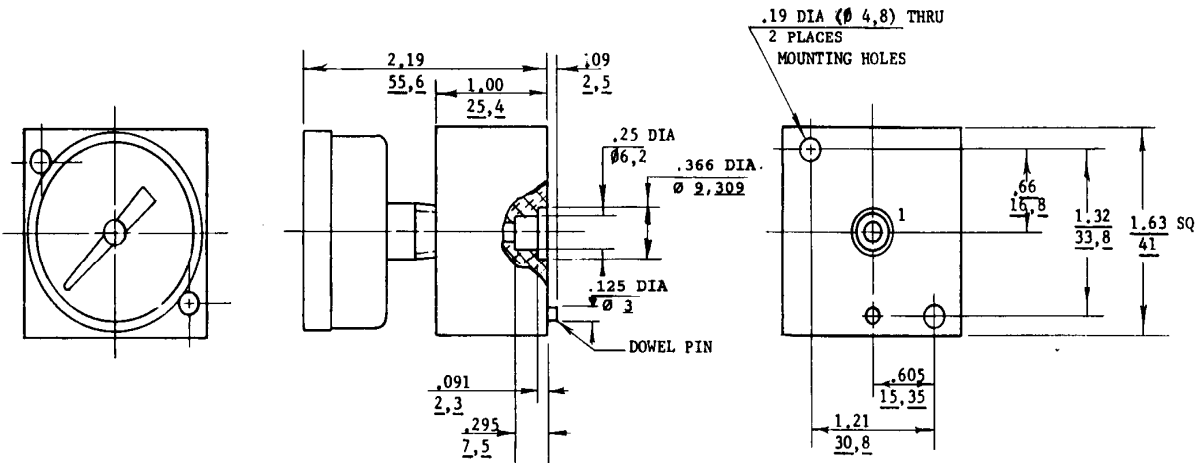 .19 DIA (Ø 4,8) THRU
2 PLACES
MOUNTING HOLES
2.19
55,6
.09
2,5
1.00
25,4
.25 DIA
Ø6,2
.366 DIA.
Ø 9,309
.125 DIA
Ø 3
DOWEL PIN
.091
2,3
.295
7,5
1
.66
16,8
1.32
33,8
1.63 SQ
41
.605
15,35
1.21
30,8